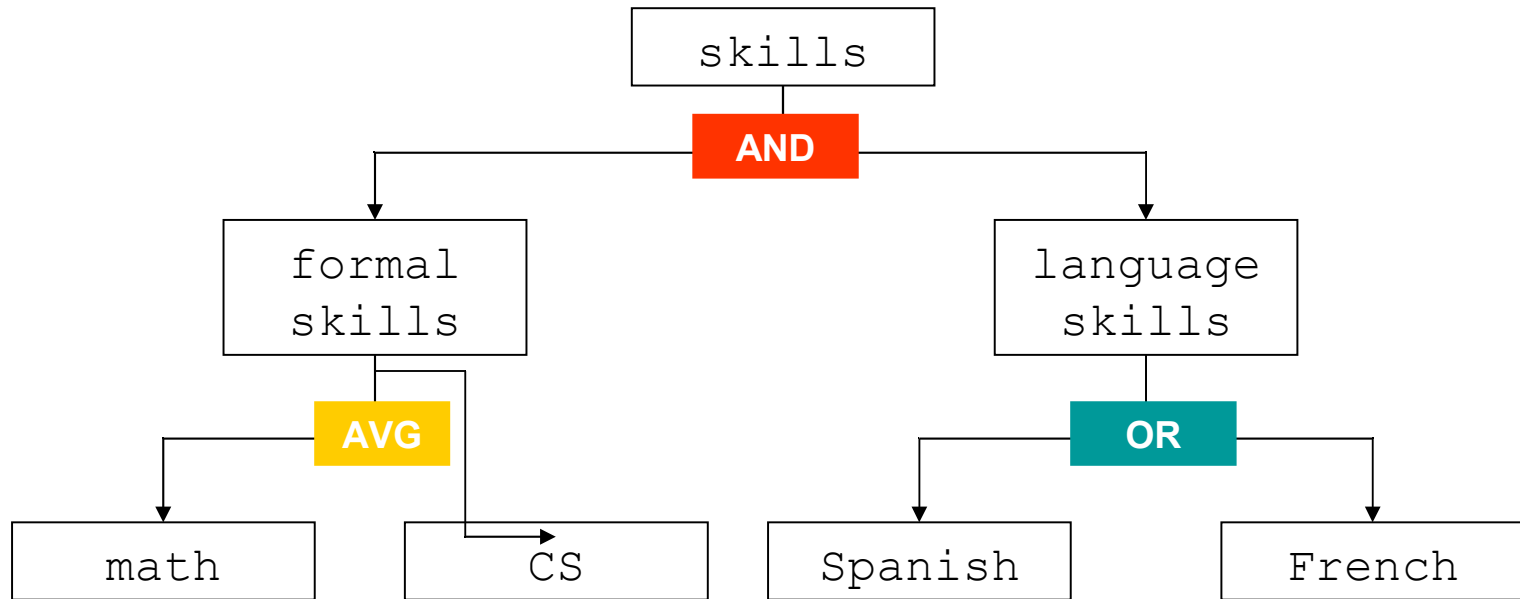 skills
AND
formal
skills
language
skills
AVG
OR
math
CS
Spanish
French